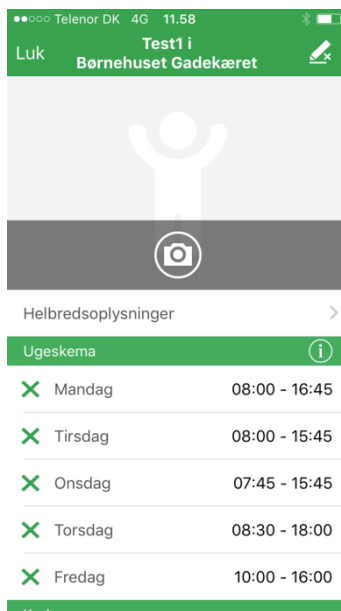 Telenor DK 4G 11.58
Luk
Test1 i
Børnehuset Gadekæret
Helbredsoplysninger
Ugeskema
Mandag 08:00 - 16:45
Tirsdag 08:00 - 15:45
Onsdag 07:45 - 15:45
Torsdag 08:30 - 18:00
Fredag 10:00 - 16:00